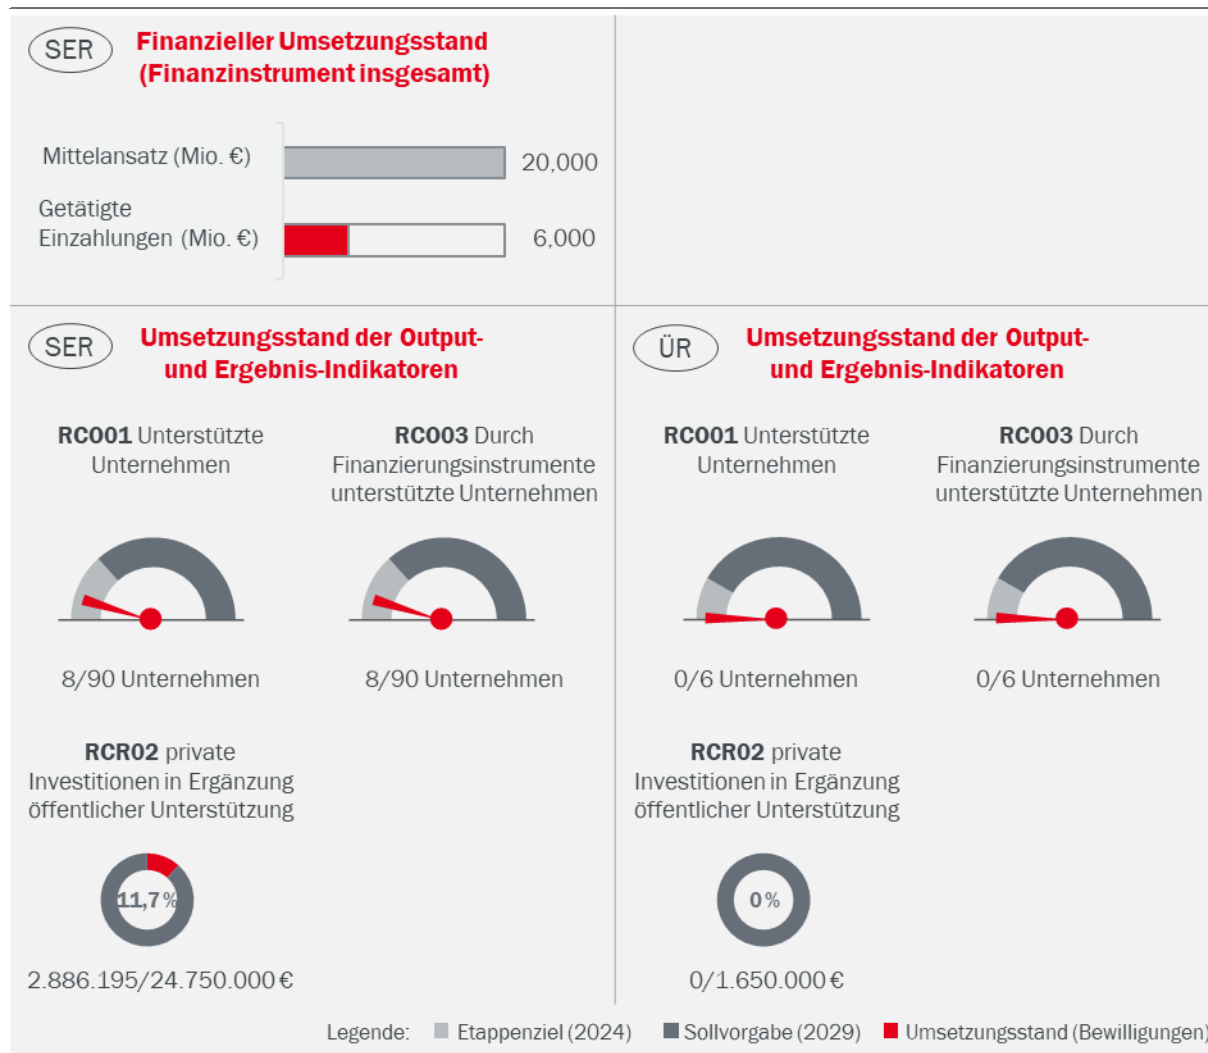 SER
Finanzieller Umsetzungsstand
(Finanzinstrument insgesamt)
Mittelansatz (Mio. €)
20,000
Getätigte
Einzahlungen (Mio. €)
6,000
SER
Umsetzungsstand der Output-
und Ergebnis-Indikatoren
RCO01 Unterstützte
Unternehmen
RCO03 Durch
Finanzierungsinstrumente
unterstützte Unternehmen
8/90 Unternehmen
8/90 Unternehmen
RCR02 private
Investitionen in Ergänzung
öffentlicher Unterstützung
11,7 %
2.886.195/24.750.000 €
ÜR
Umsetzungsstand der Output-
und Ergebnis-Indikatoren
RCO01 Unterstützte
Unternehmen
RCO03 Durch
Finanzierungsinstrumente
unterstützte Unternehmen
0/6 Unternehmen
0/6 Unternehmen
RCR02 private
Investitionen in Ergänzung
öffentlicher Unterstützung
0 %
0/1.650.000 €
Legende: Etappenziel (2024) Sollvorgabe (2029) Umsetzungsstand (Bewilligungen)